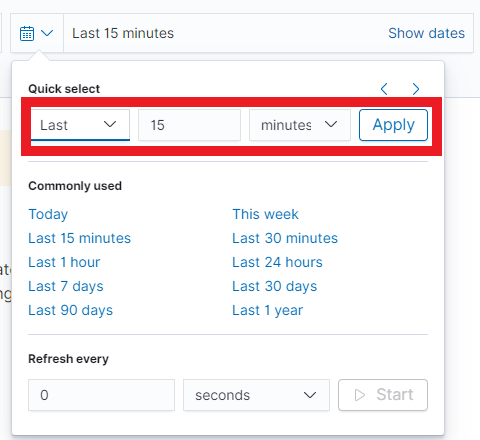 Last 15 minutes Show dates
Quick select
Last 15 minutes Apply
Commonly used
Today This week
Last 15 minutes Last 30 minutes
Last 1 hour Last 24 hours
Last 7 days Last 30 days
Last 90 days Last 1 year
Refresh every
0 seconds Start